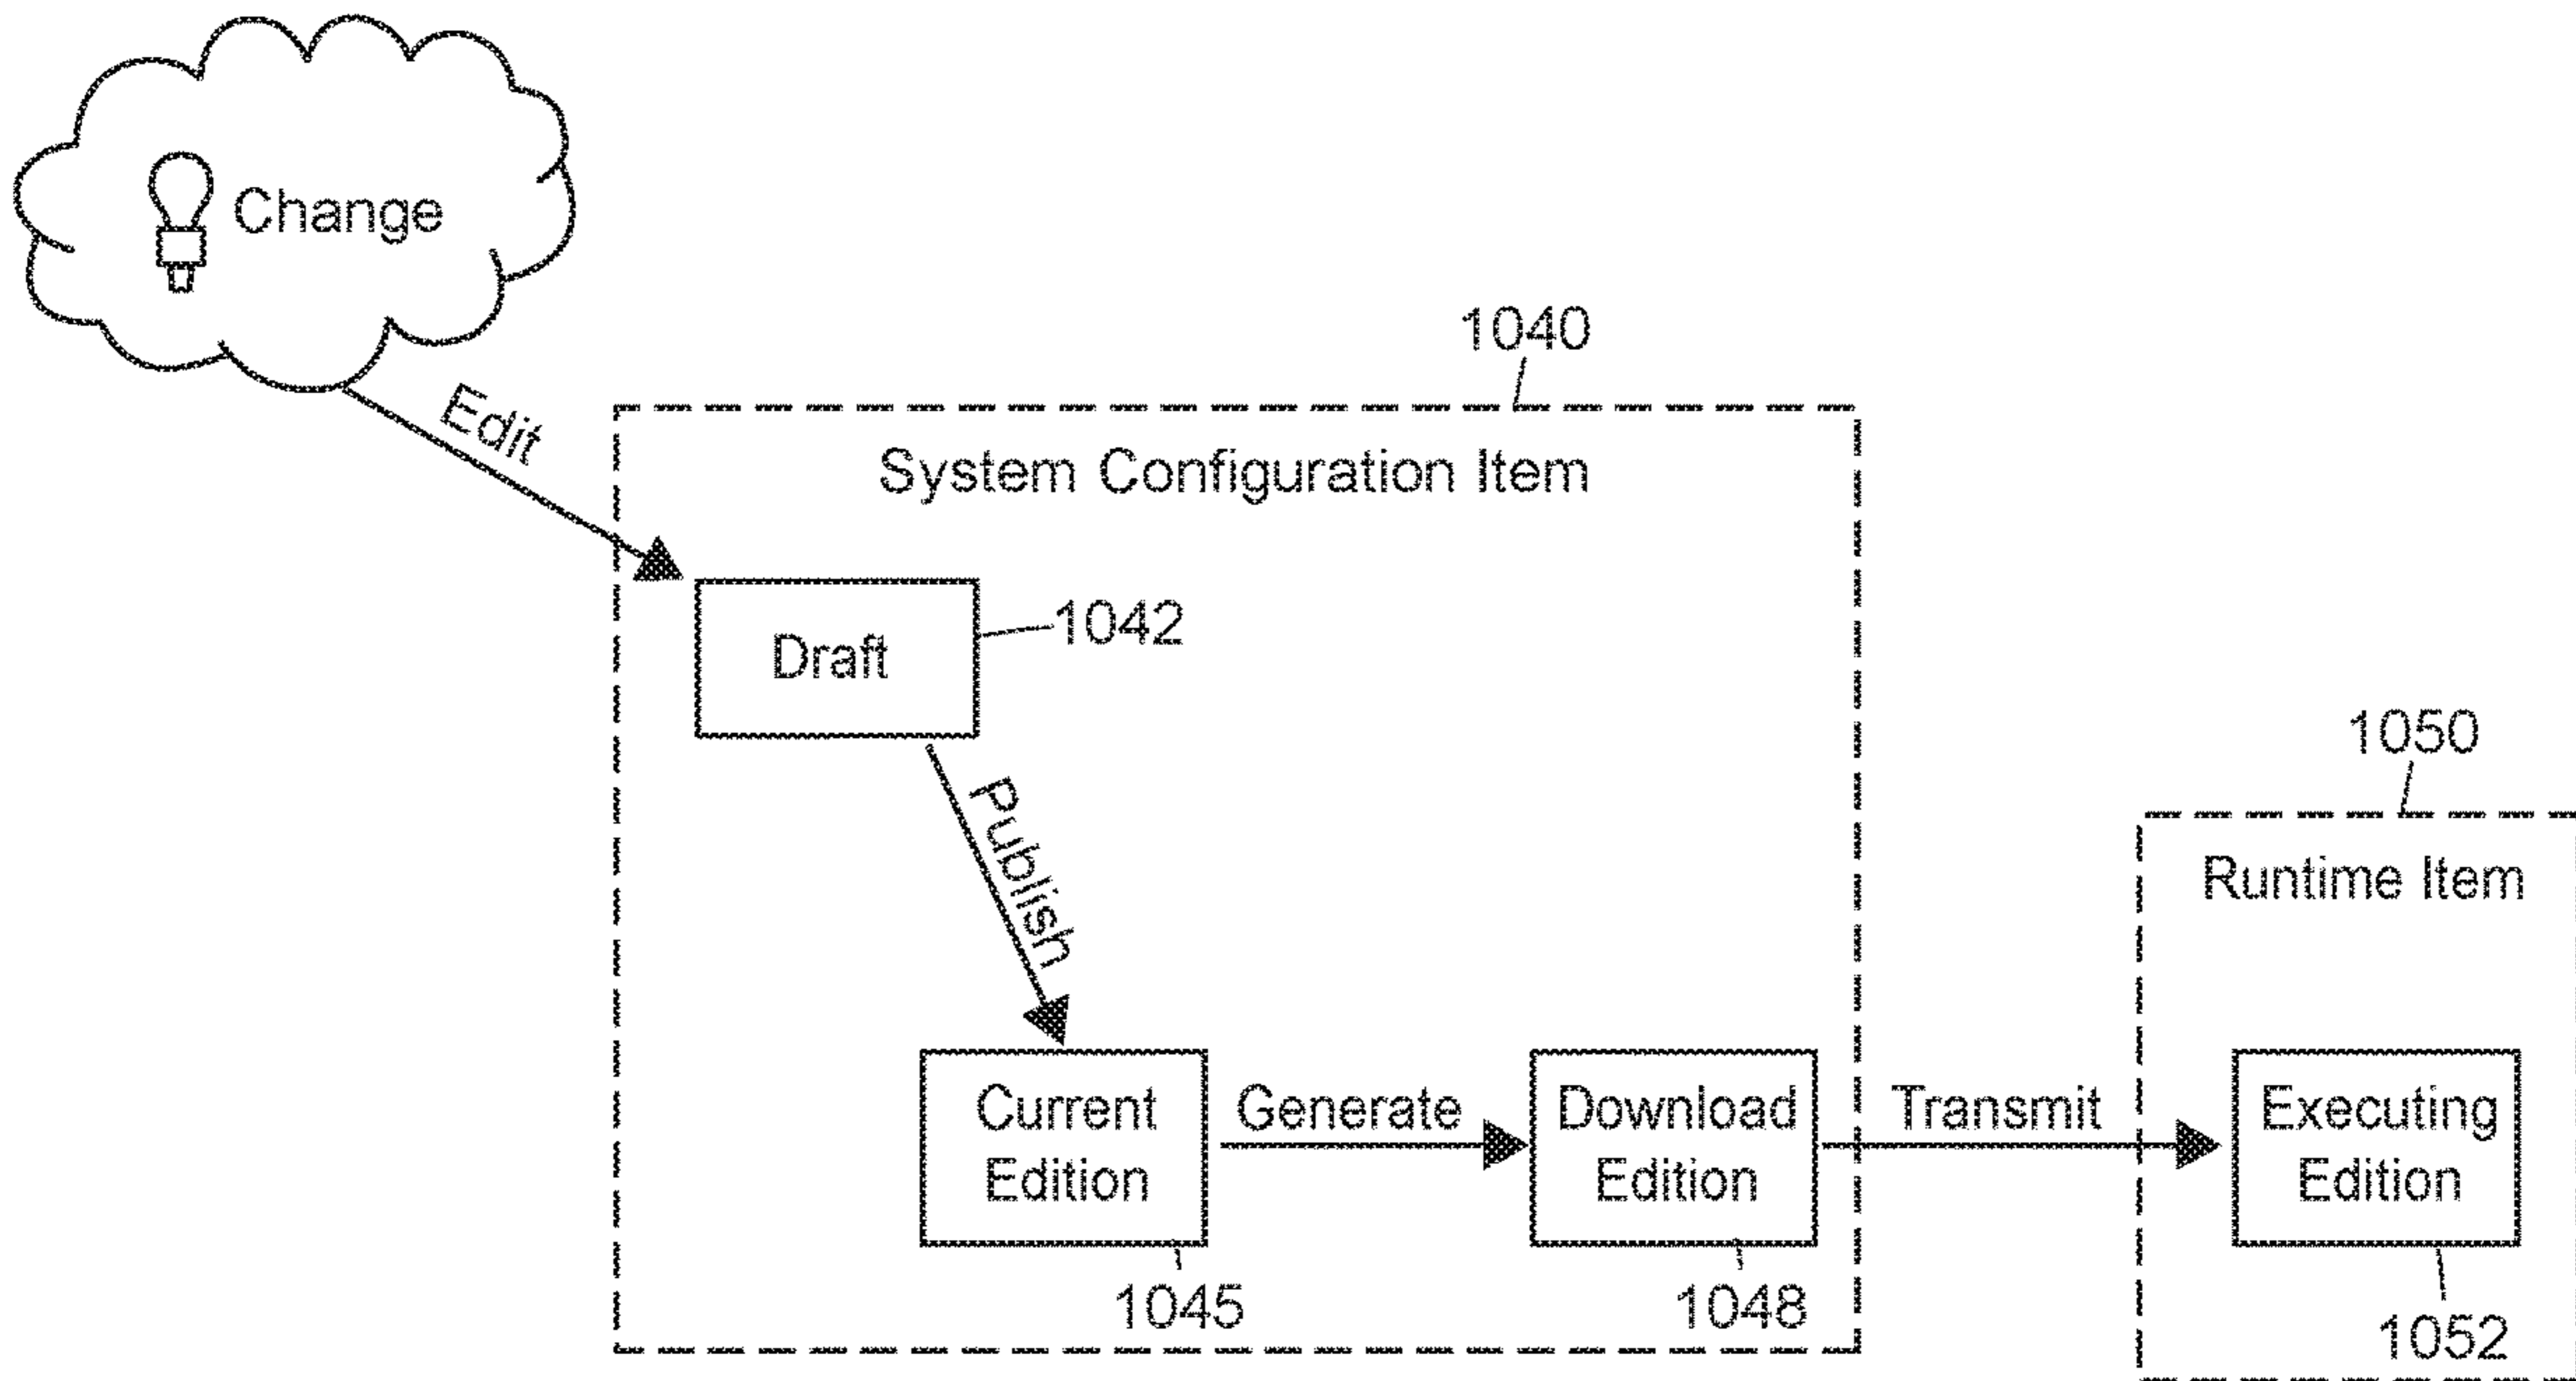 Change
Edit
1040
System Configuration Item
Draft
1042
Publish
Current
Edition
1045
Generate
Download
Edition
1048
Transmit
1050
Runtime Item
Executing
Edition
1052